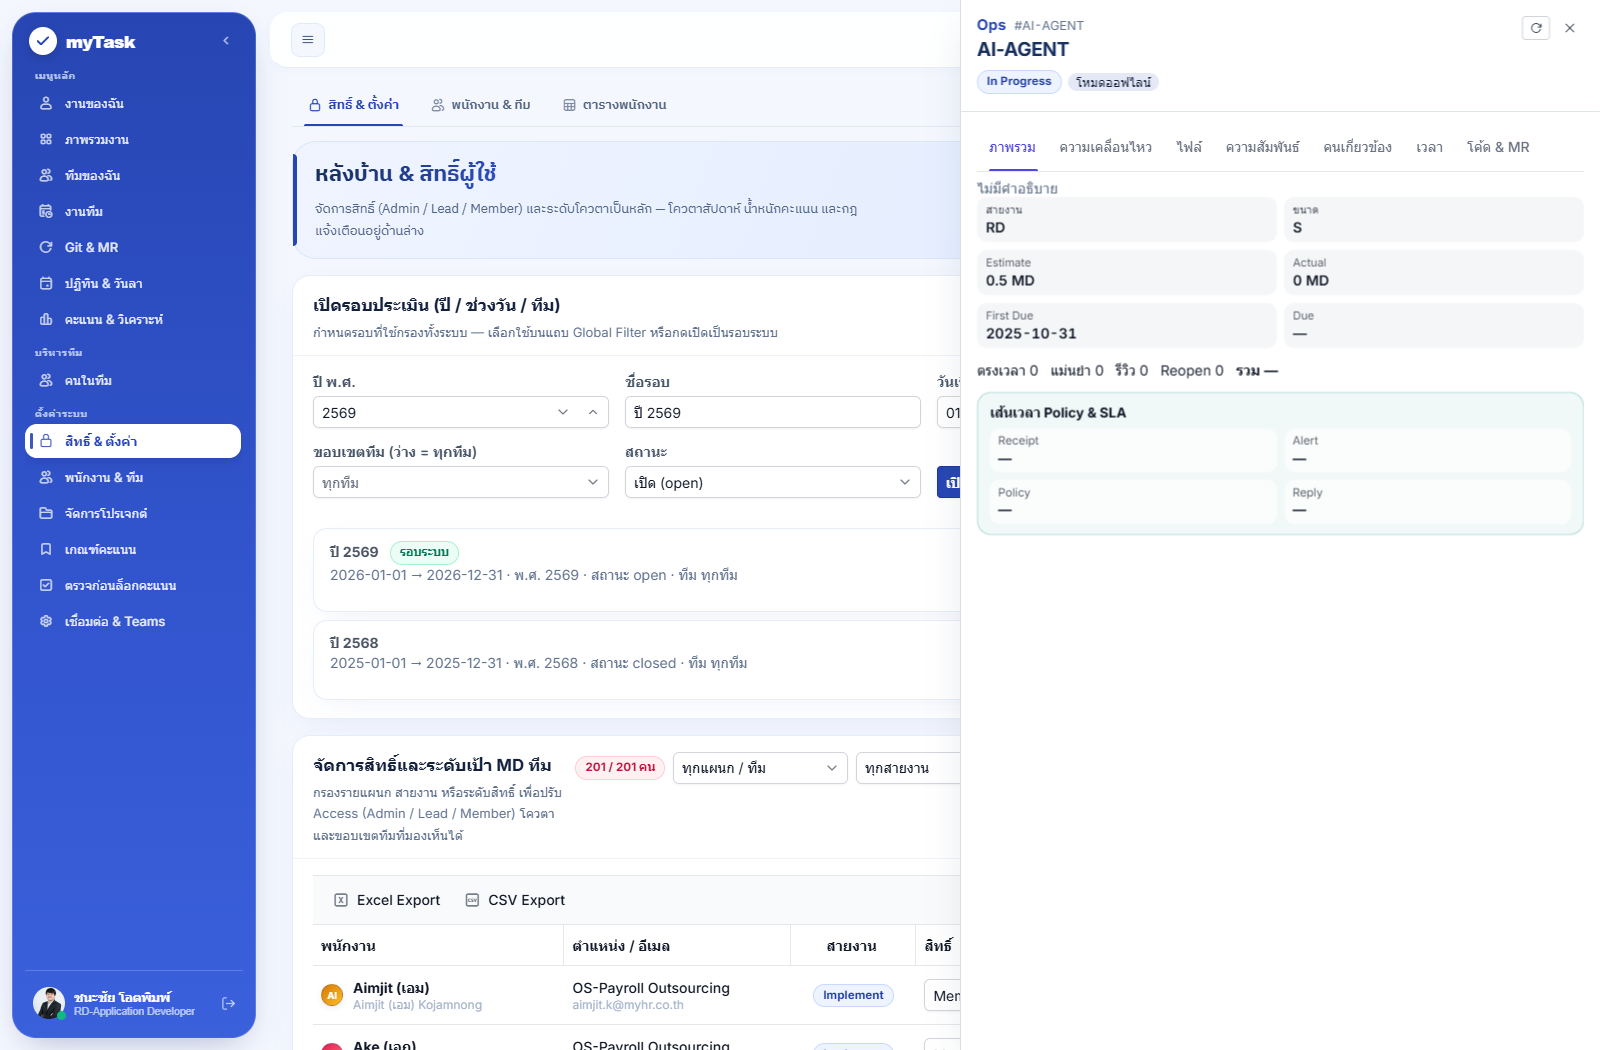 myTask
เมนูหลัก
งานของฉัน
ภาพรวมงาน
ทีมของฉัน
งานทีม
Git & MR
ปฏิทิน & วันลา
คะแนน & วิเคราะห์
บริหารทีม
คนในทีม
ตั้งค่าระบบ
สิทธิ์ & ตั้งค่า
พนักงาน & ทีม
จัดการโปรเจกต์
เกณฑ์คะแนน
ตรวจก่อนล็อกคะแนน
เชื่อมต่อ & Teams
ชนะชัย โอดพิมพ์
RD-Application Developer
สิทธิ์ & ตั้งค่า
พนักงาน & ทีม
ตารางพนักงาน
หลังบ้าน & สิทธิ์ผู้ใช้
จัดการสิทธิ์ (Admin / Lead / Member) และระดับโควตาเป็นหลัก — โควตาสัปดาห์ น้ำหนักคะแนน และกฎ
แจ้งเตือนอยู่ด้านล่าง
เปิดรอบประเมิน (ปี / ช่วงวัน / ทีม)
กำหนดรอบที่ใช้กรองทั้งระบบ — เลือกใช้บนแถบ Global Filter หรือกดเปิดเป็นรอบระบบ
ปี พ.ศ.
ชื่อรอบ
2569
ปี 2569
01
ขอบเขตทีม (ว่าง = ทุกทีม)
สถานะ
ทุกทีม
เปิด (open)
ปี 2569 รอบระบบ
2026-01-01 → 2026-12-31 · พ.ศ. 2569 · สถานะ open · ทีม ทุกทีม
ปี 2568
2025-01-01 → 2025-12-31 · พ.ศ. 2568 · สถานะ closed · ทีม ทุกทีม
จัดการสิทธิ์และระดับเป้า MD ทีม
201 / 201 คน
ทุกแผนก / ทีม
ทุกสายงาน
กรองรายแผนก สายงาน หรือระดับสิทธิ์ เพื่อปรับ
Access (Admin / Lead / Member) โควตา
และขอบเขตทีมที่มองเห็นได้
Excel Export
CSV Export
พนักงาน
ตำแหน่ง / อีเมล
สายงาน
สิทธิ์
AI
Aimjit (เอม)
Aimjit (เอม) Kojamnong
OS-Payroll Outsourcing
aimjit.k@myhr.co.th
Implement
Mer
Ake (เอก)
OS-Payroll Outsourcing
Ops #AI-AGENT
AI-AGENT
In Progress
โหมดออฟไลน์
ภาพรวม
ความเคลื่อนไหว
ไฟล์
ความสัมพันธ์
คนเกี่ยวข้อง
เวลา
โค้ด & MR
ไม่มีคำอธิบาย
สายงาน
RD
ขนาด
S
Estimate
0.5 MD
Actual
0 MD
First Due
2025-10-31
Due
—
ตรงเวลา 0 แม่นยำ 0 รีวิว 0 Reopen 0 รวม —
เส้นเวลา Policy & SLA
Receipt
—
Alert
—
Policy
—
Reply
—